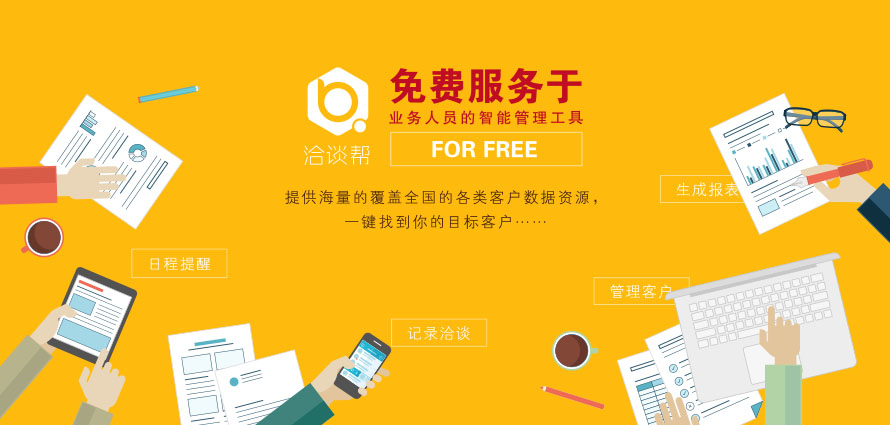 免费服务于
业务人员的智能管理工具
洽谈帮
FOR FREE
提供海量的覆盖全国的各类客户数据资源，
一键找到你的目标客户……
生成报表
日程提醒
管理客户
记录洽谈